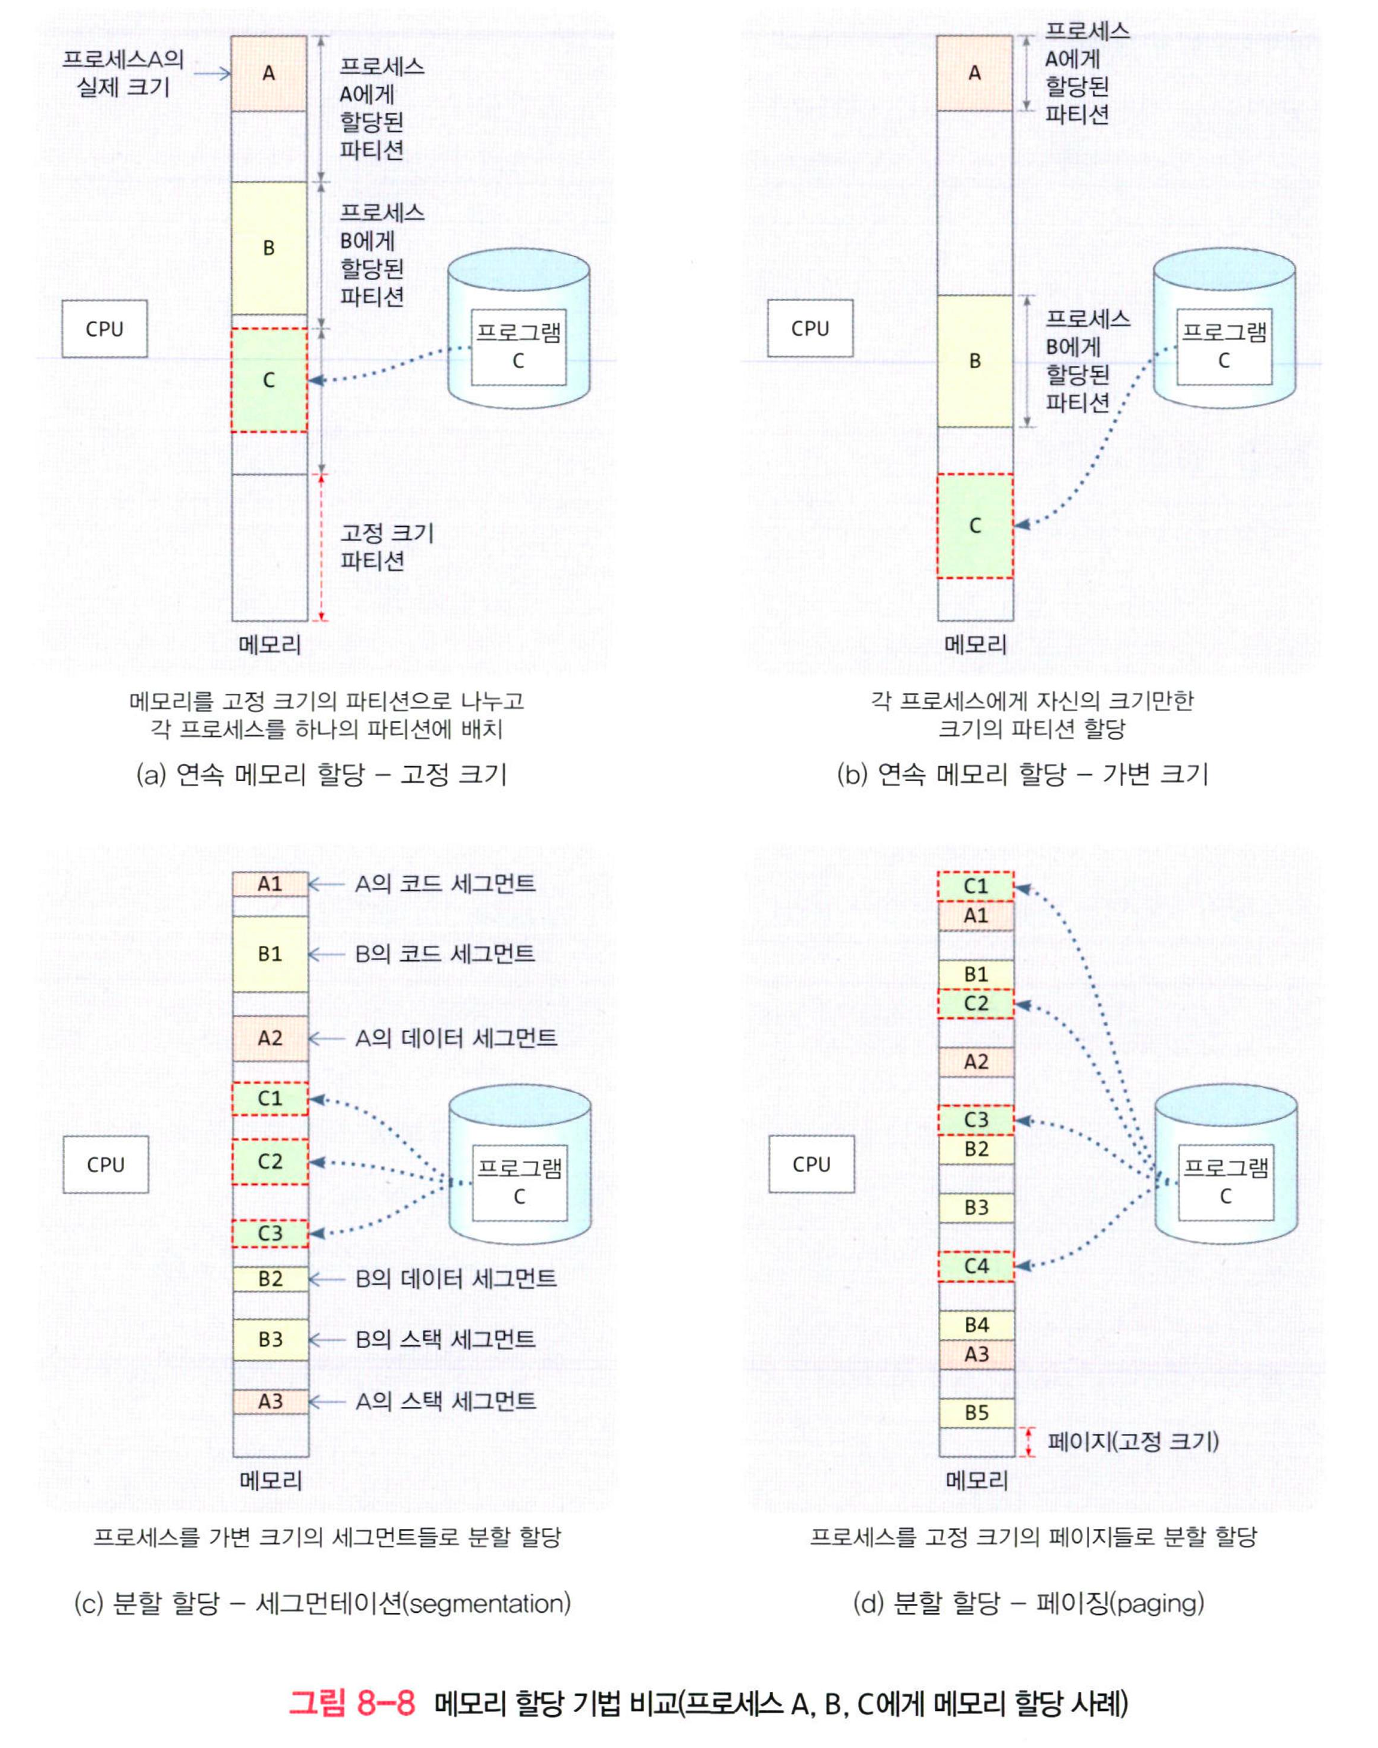 프로세스A의
실제 크기
A
프로세스
A에게
할당된
파티션
B
프로세스
B에게
할당된
파티션
CPU
C
프로그램
C
고정 크기
파티션
메모리
메모리를 고정 크기의 파티션으로 나누고
각 프로세스를 하나의 파티션에 배치
(a) 연속 메모리 할당 – 고정 크기
A
프로세스
A에게
할당된
파티션
CPU
B
프로세스
B에게
할당된
파티션
프로그램
C
C
메모리
각 프로세스에게 자신의 크기만한
크기의 파티션 할당
(b) 연속 메모리 할당 – 가변 크기
A1
A의 코드 세그먼트
B1
B의 코드 세그먼트
A2
A의 데이터 세그먼트
C1
CPU
C2
프로그램
C
C3
B2
B의 데이터 세그먼트
B3
B의 스택 세그먼트
A3
A의 스택 세그먼트
메모리
프로세스를 가변 크기의 세그먼트들로 분할 할당
(c) 분할 할당 – 세그먼테이션(segmentation)
C1
A1
B1
C2
A2
C3
B2
CPU
프로그램
C
B3
C4
B4
A3
B5
페이지(고정 크기)
메모리
프로세스를 고정 크기의 페이지들로 분할 할당
(d) 분할 할당 – 페이징(paging)
그림 8-8 메모리 할당 기법 비교(프로세스 A, B, C에게 메모리 할당 사례)